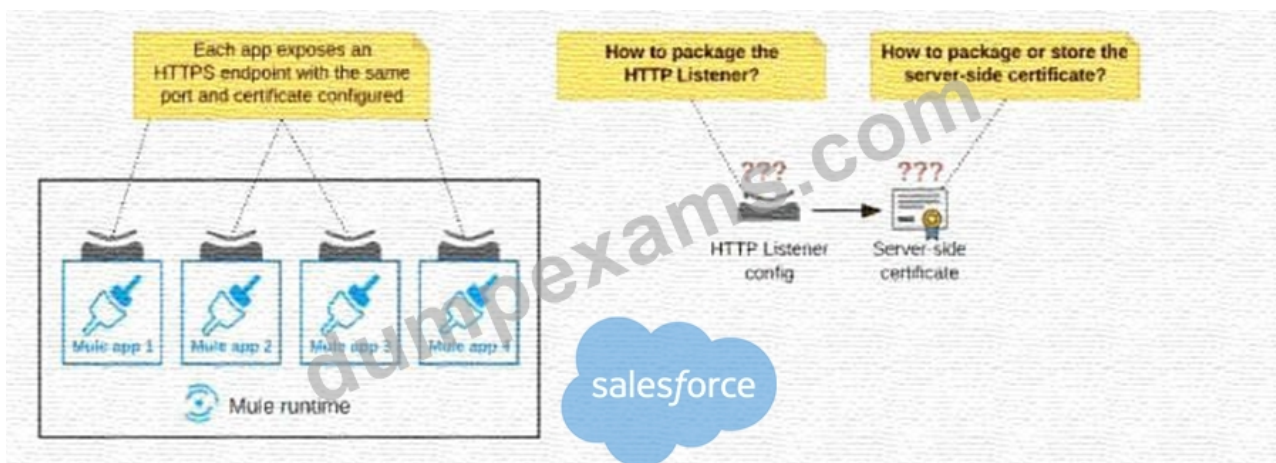 Each app exposes an
HTTPS endpoint with the same
port and certificate configured
How to package the
HTTP Listener?
How to package or store the
server-side certificate?
???
???
HTTP Listener
config
Server-side
certificate
Mule app 1
Mule app 2
Mule app 3
Mule app 4
Mule runtime
salesforce
dumpexams.com